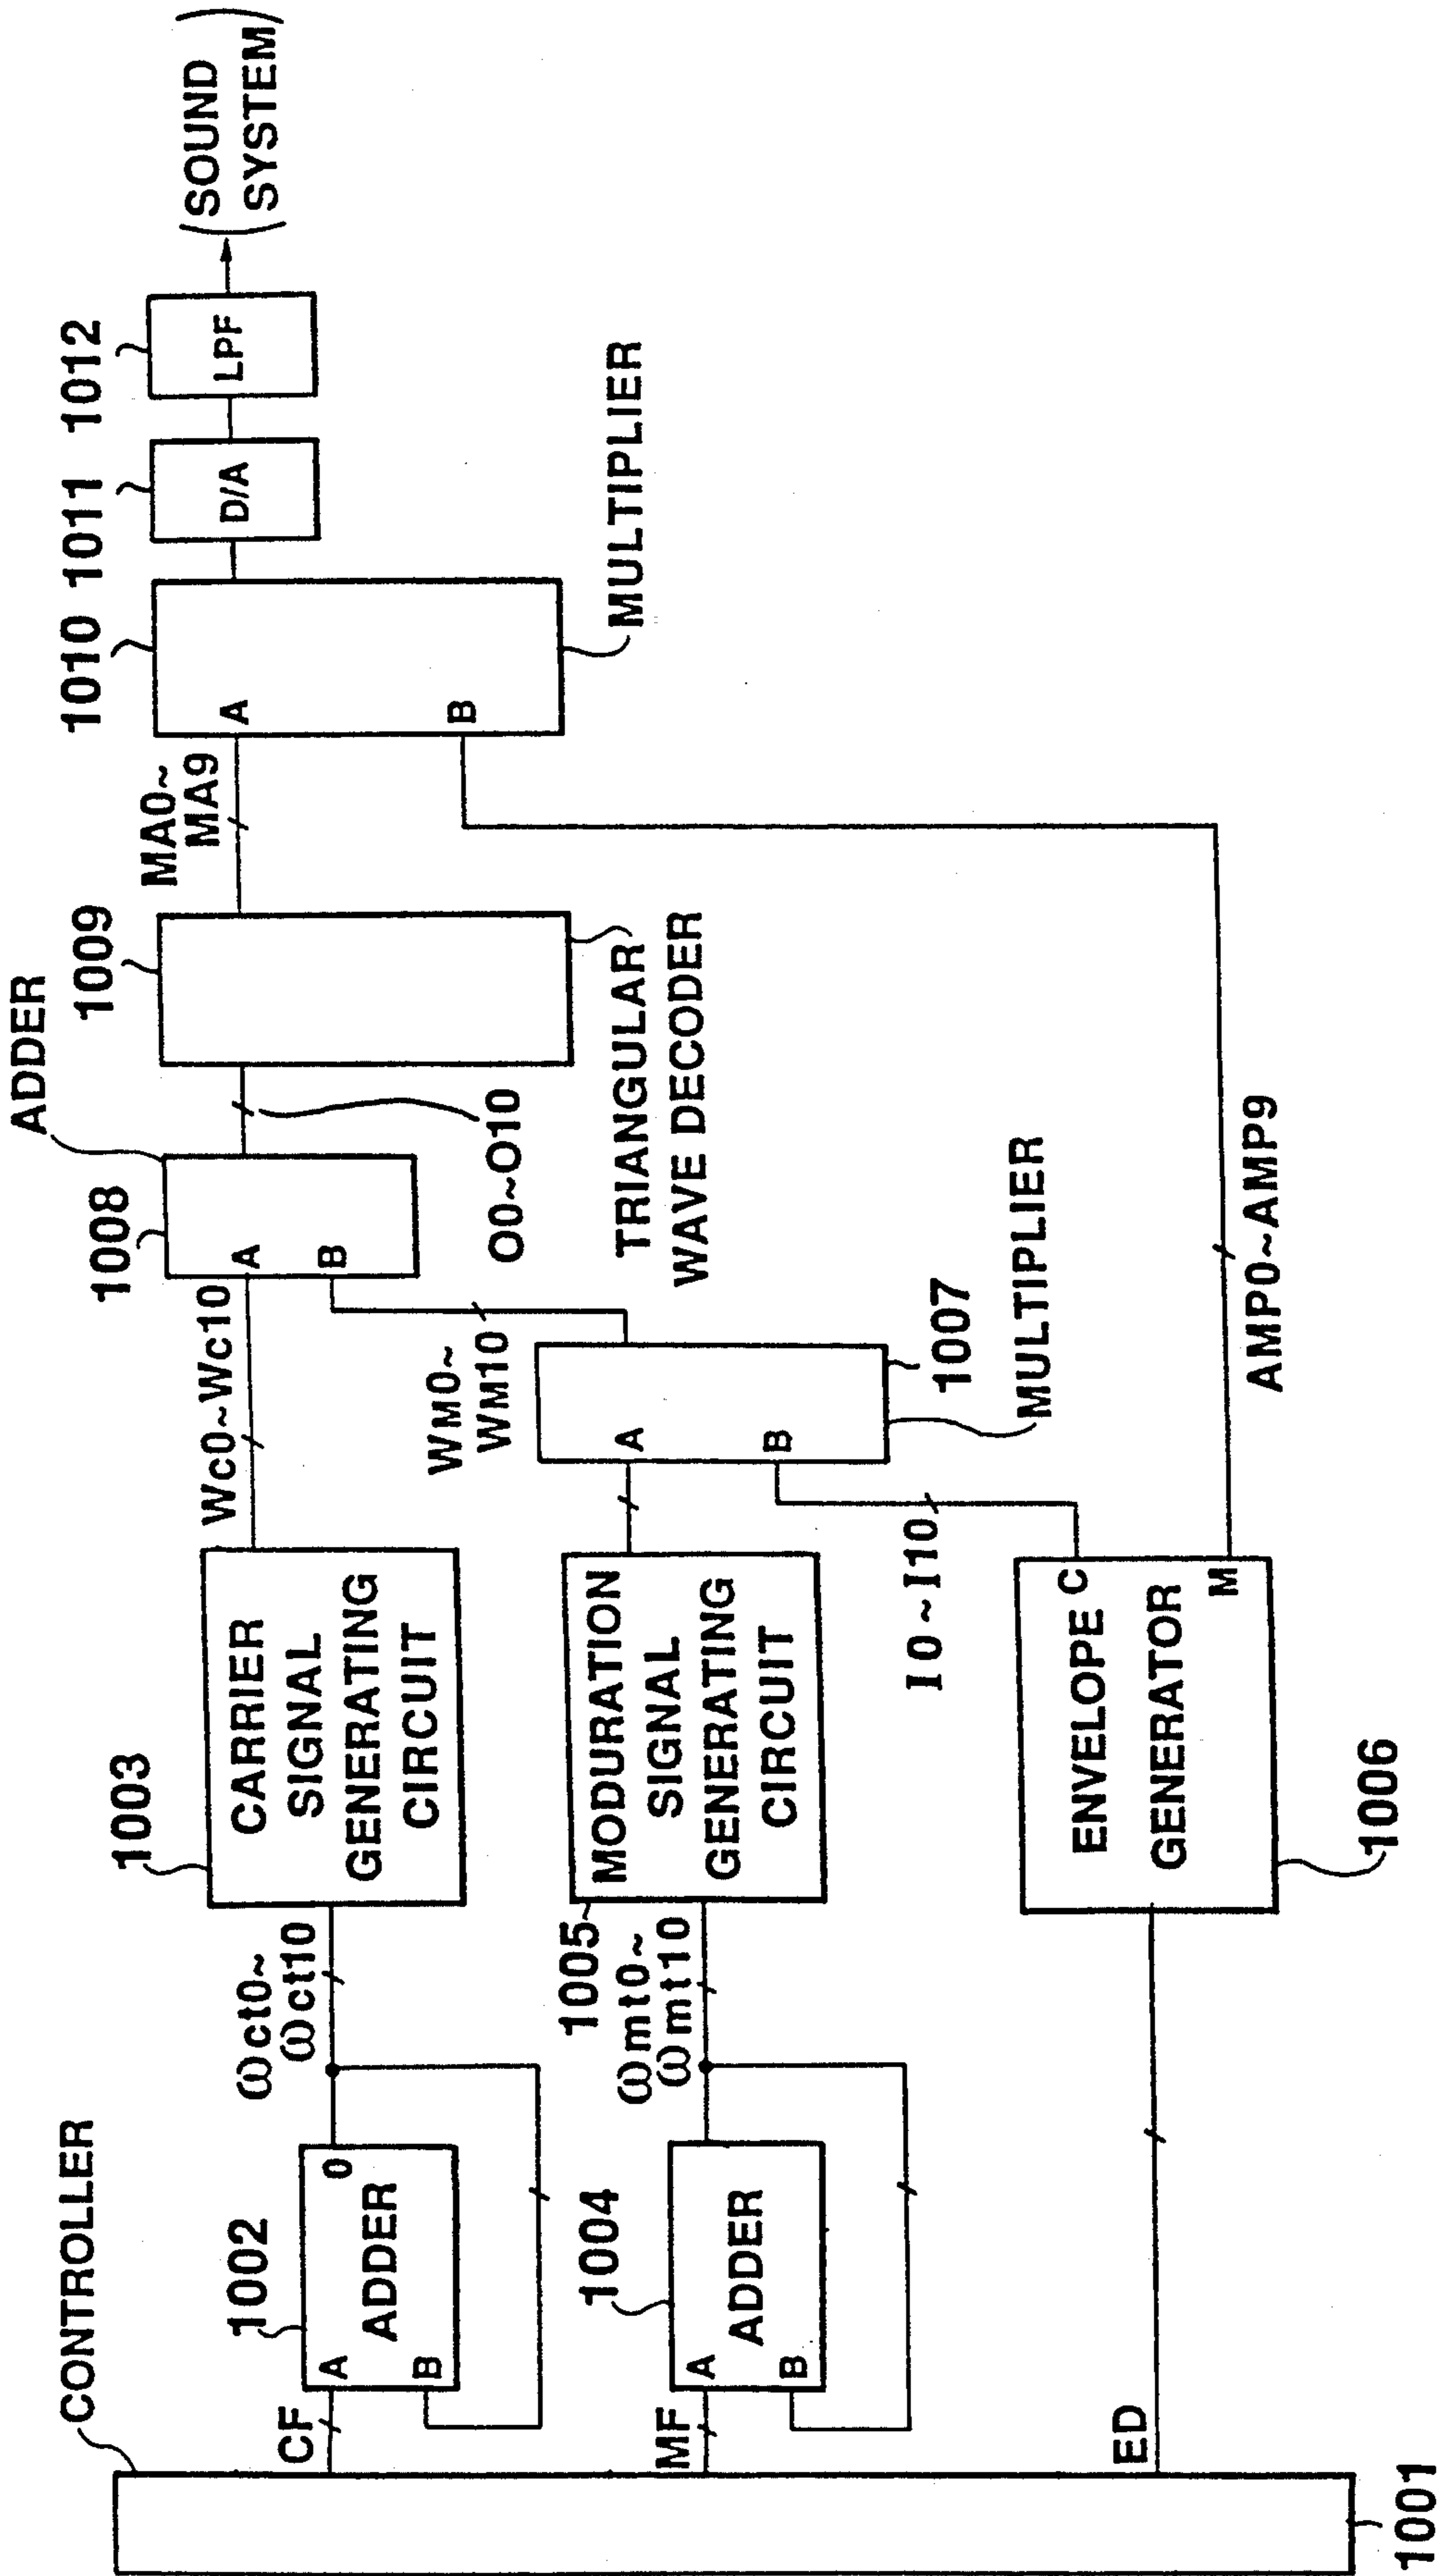 CONTROLLER
1001
CF
MF
ED
1002
A
B
O
ADDER
1004
A
B
ADDER
ωct0~
ωct10
ωmt0~
ωmt10
1003
CARRIER
SIGNAL
GENERATING
CIRCUIT
1005
MODURATION
SIGNAL
GENERATING
CIRCUIT
ENVELOPE
GENERATOR
C
M
1006
Wc0~Wc10
WM0~
WM10
I0~I10
A
B
1007
MULTIPLIER
AMP0~AMP9
ADDER
1008
A
B
O0~O10
1009
TRIANGULAR
WAVE DECODER
MA0~
MA9
1010
A
B
MULTIPLIER
1011
D/A
1012
LPF
(SOUND
SYSTEM)